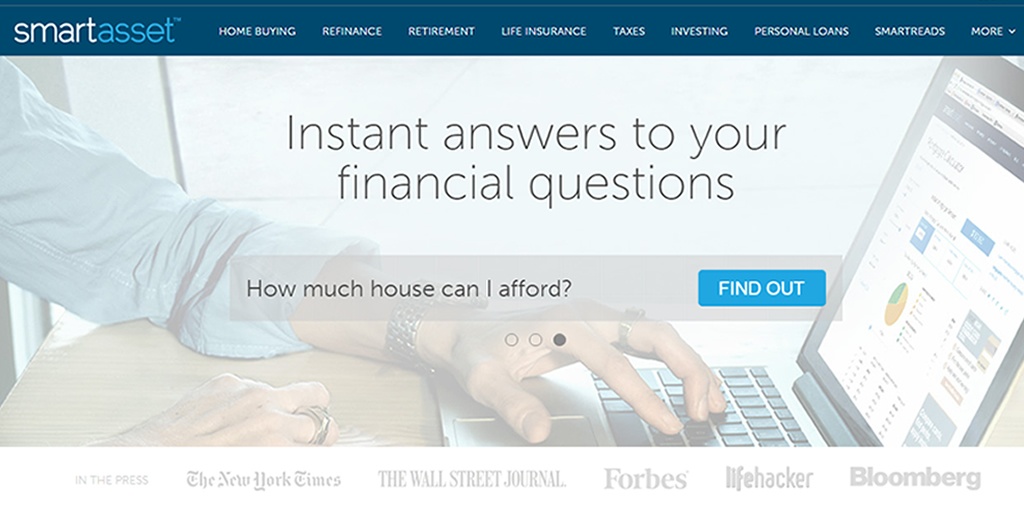 smartasset™ HOME BUYING REFINANCE RETIREMENT LIFE INSURANCE TAXES INVESTING PERSONAL LOANS SMARTREADS MORE
Instant answers to your
financial questions
How much house can I afford? FIND OUT
IN THE PRESS The New York Times THE WALL STREET JOURNAL. Forbes lifehacker Bloomberg